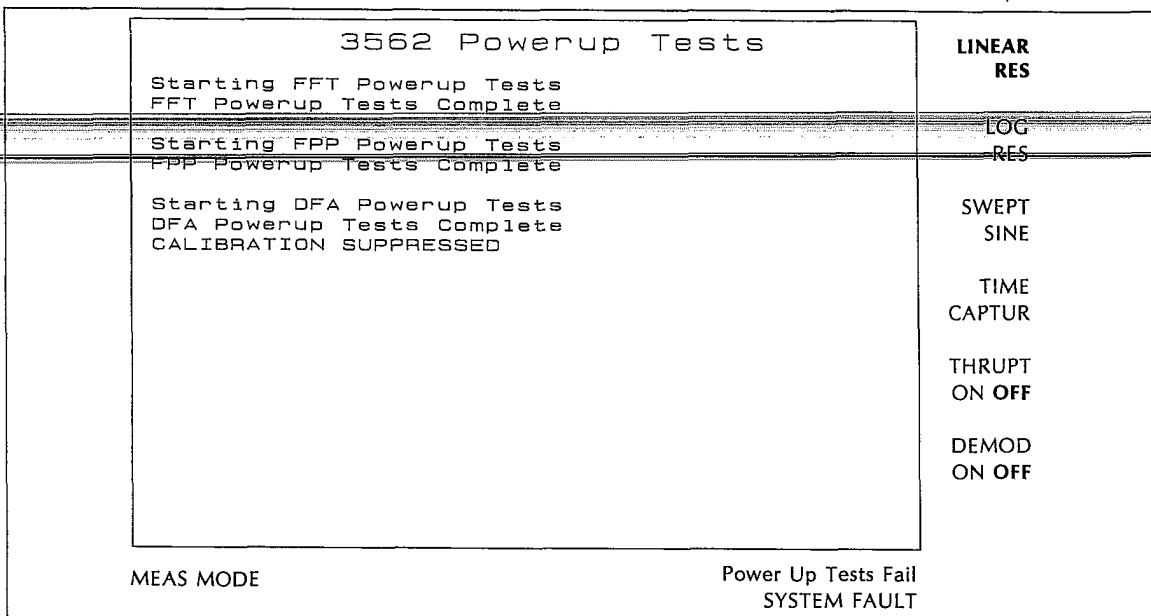 3562 Powerup Tests
Starting FFT Powerup Tests
FFT Powerup Tests Complete
Starting FPP Powerup Tests
FPP Powerup Tests Complete
Starting DFA Powerup Tests
DFA Powerup Tests Complete
CALIBRATION SUPPRESSED
LINEAR
RES
LOG
RES
SWEPT
SINE
TIME
CAPTUR
THRUPT
ON OFF
DEMOD
ON OFF
MEAS MODE
Power Up Tests Fail
SYSTEM FAULT